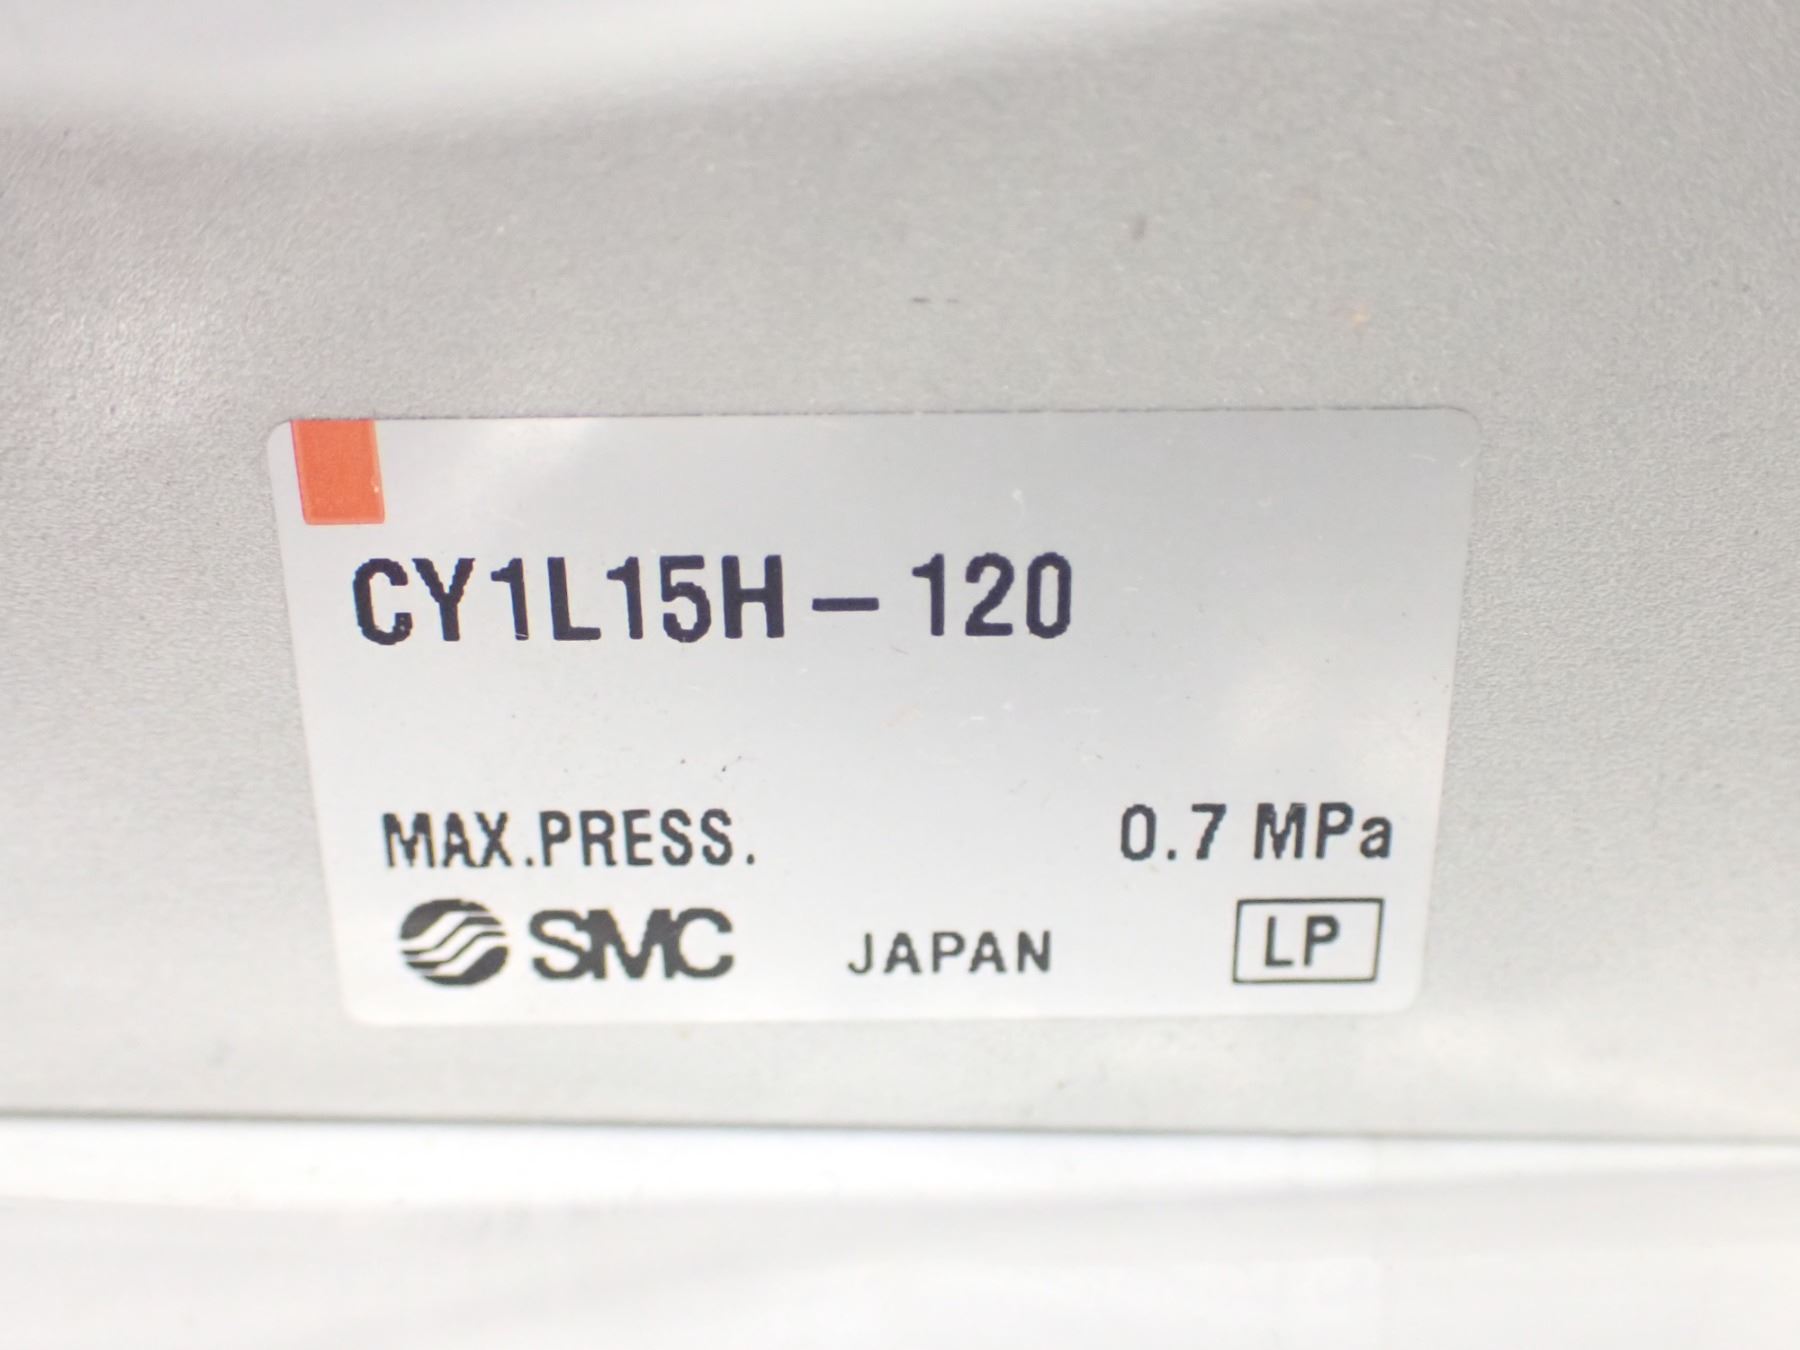 CY1L15H-120
MAX.PRESS. 0.7 MPa
SMC JAPAN LP